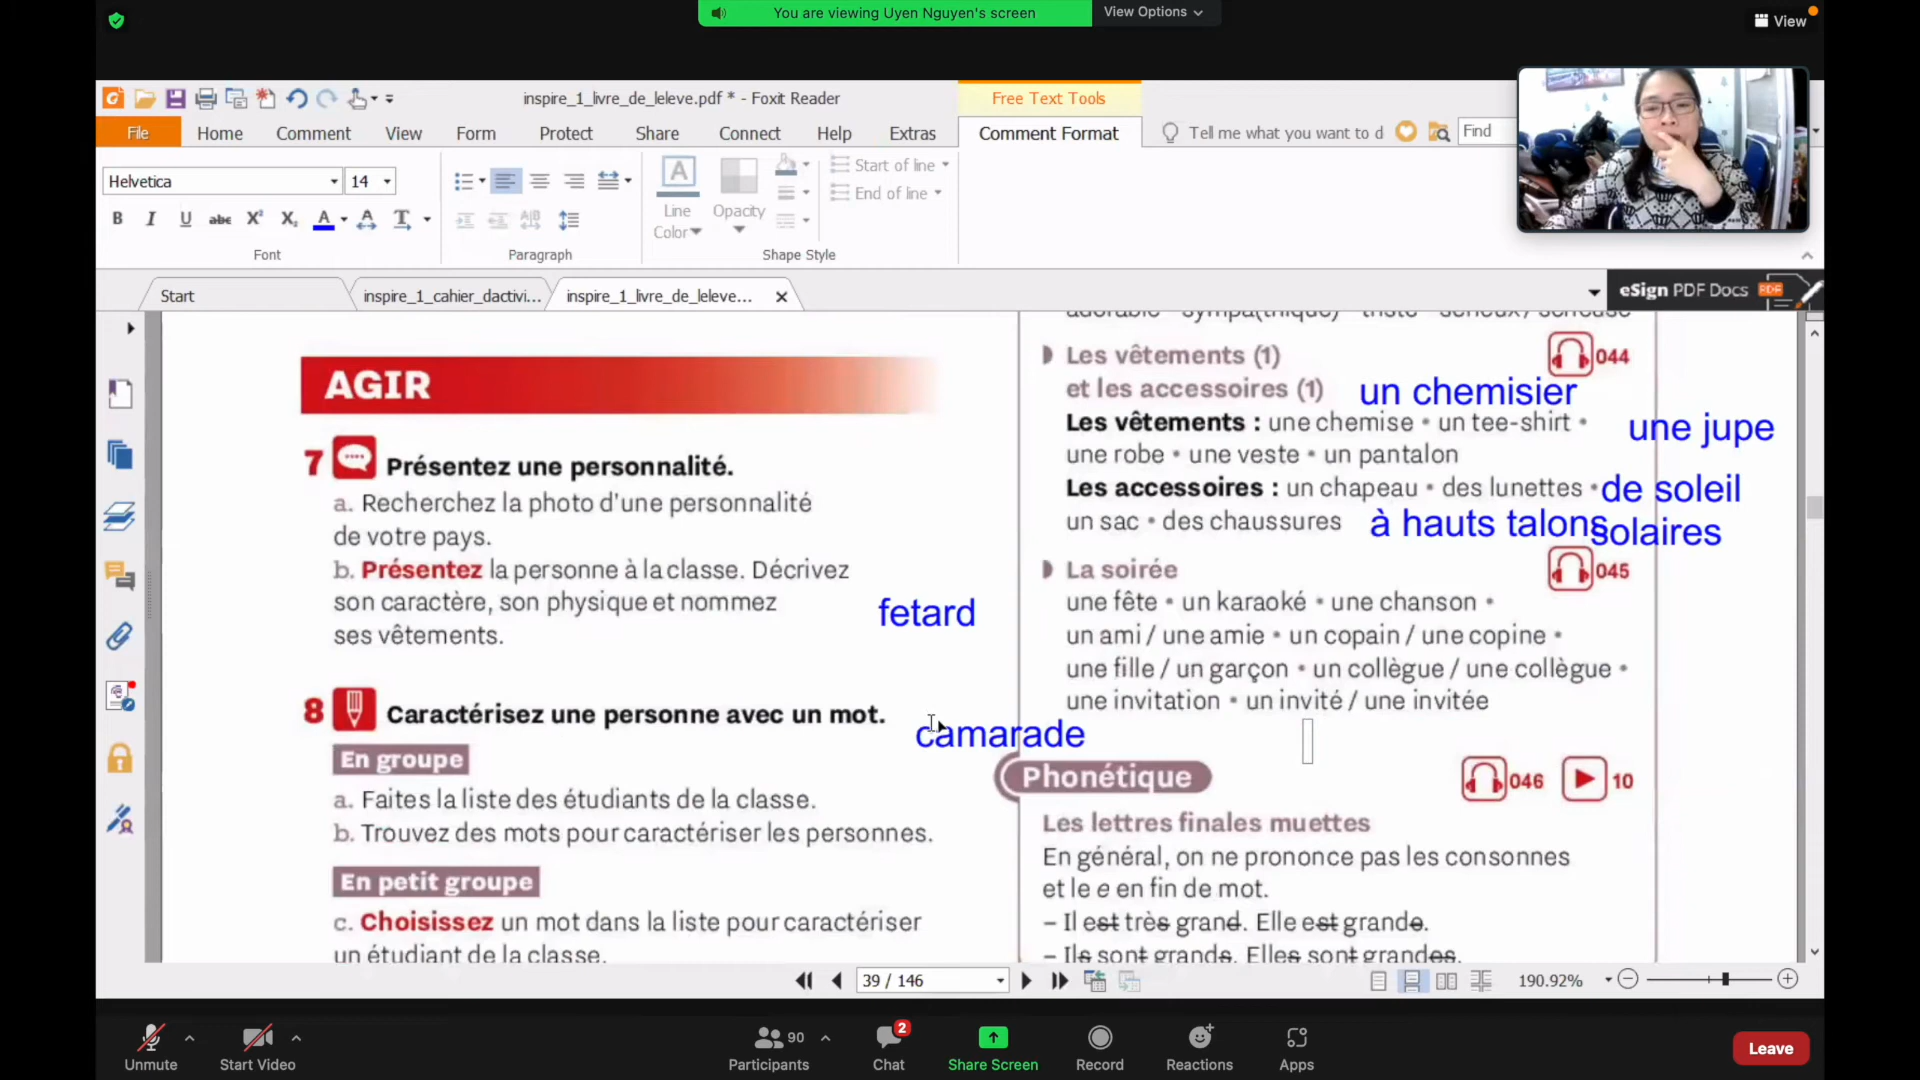 You are viewing Uyen Nguyen's screen
View Options
View
inspire_1_livre_de_leleve.pdf * - Foxit Reader
Free Text Tools
File Home Comment View Form Protect Share Connect Help Extras Comment Format
Tell me what you want to d
Find
Helvetica 14
Start of line
End of line
Line
Color
Opacity
Font Paragraph Shape Style
Start
inspire_1_cahier_dactivi...
inspire_1_livre_de_leleve...
eSign PDF Docs
PDF
AGIR
7 Présentez une personnalité.
a. Recherchez la photo d'une personnalité
de votre pays.
b. Présentez la personne à la classe. Décrivez
son caractère, son physique et nommez
ses vêtements.
fetard
8 Caractérisez une personne avec un mot.
camarade
En groupe
a. Faites la liste des étudiants de la classe.
b. Trouvez des mots pour caractériser les personnes.
En petit groupe
c. Choisissez un mot dans la liste pour caractériser
un étudiant de la classe.
adorable • sympa(thique) • triste • sérieux / sérieuse
Les vêtements (1) 044
et les accessoires (1)
un chemisier
Les vêtements : une chemise • un tee-shirt •
une jupe
une robe • une veste • un pantalon
Les accessoires : un chapeau • des lunettes •
de soleil
un sac • des chaussures
à hauts talons
solaires
La soirée 045
une fête • un karaoké • une chanson •
un ami / une amie • un copain / une copine •
une fille / un garçon • un collègue / une collègue •
une invitation • un invité / une invitée
Phonétique 046 10
Les lettres finales muettes
En général, on ne prononce pas les consonnes
et le e en fin de mot.
– Il est très grand. Elle est grande.
– Ils sont grands. Elles sont grandes.
39 / 146
190.92%
Unmute
Start Video
Participants 90
Chat 2
Share Screen
Record
Reactions
Apps
Leave